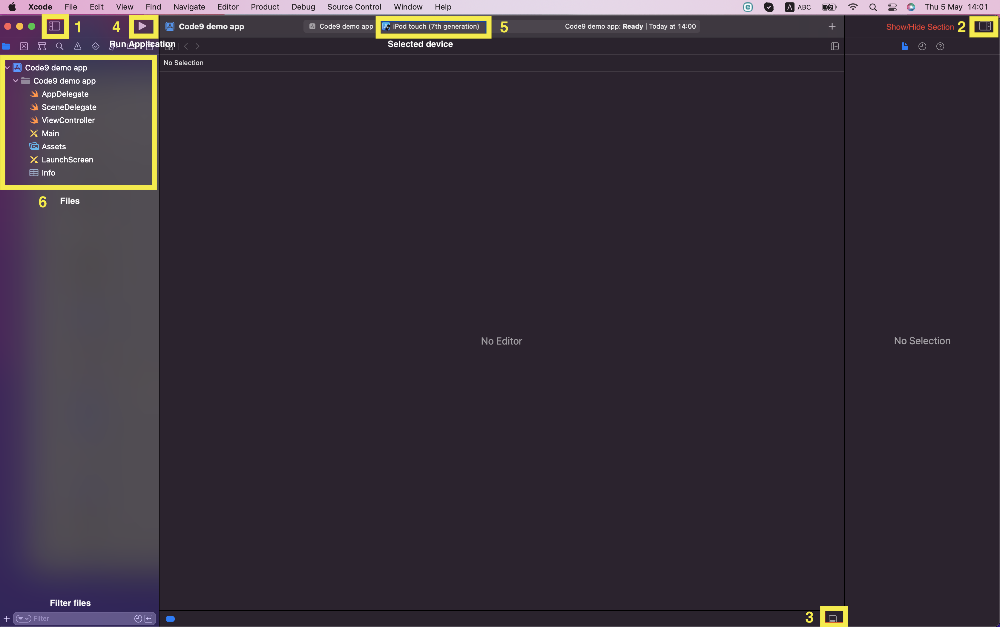 Xcode File Edit View Find Navigate Editor Product Debug Source Control Window Help e A ABC Thu 5 May 14:01
1 4 Code9 demo app Code9 demo app iPod touch (7th generation) 5 Code9 demo app: Ready | Today at 14:00 Show/Hide Section 2
Run Application Selected device
No Selection
Code9 demo app
Code9 demo app
AppDelegate
SceneDelegate
ViewController
Main
Assets
LaunchScreen
Info
6 Files
No Editor
No Selection
Filter files
Filter
3